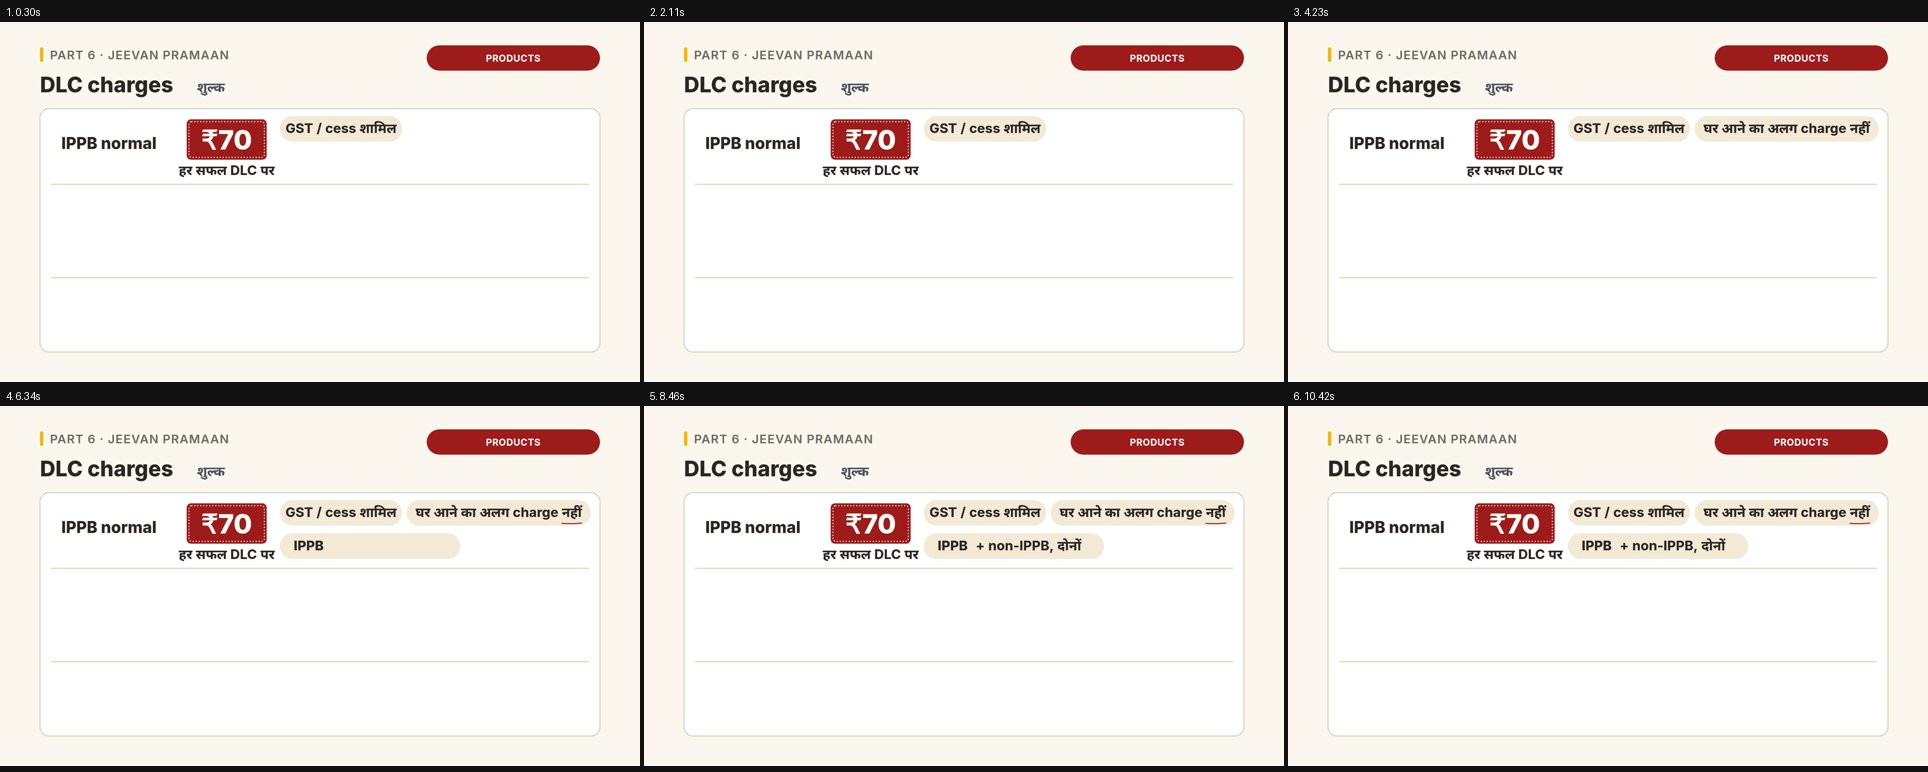 1. 0.30s
PART 6 · JEEVAN PRAMAAN
PRODUCTS
DLC charges शुल्क
IPPB normal
₹70
GST / cess शामिल
हर सफल DLC पर
2. 2.11s
PART 6 · JEEVAN PRAMAAN
PRODUCTS
DLC charges शुल्क
IPPB normal
₹70
GST / cess शामिल
हर सफल DLC पर
3. 4.23s
PART 6 · JEEVAN PRAMAAN
PRODUCTS
DLC charges शुल्क
IPPB normal
₹70
GST / cess शामिल
घर आने का अलग charge नहीं
हर सफल DLC पर
4. 6.34s
PART 6 · JEEVAN PRAMAAN
PRODUCTS
DLC charges शुल्क
IPPB normal
₹70
GST / cess शामिल
घर आने का अलग charge नहीं
IPPB
हर सफल DLC पर
5. 8.46s
PART 6 · JEEVAN PRAMAAN
PRODUCTS
DLC charges शुल्क
IPPB normal
₹70
GST / cess शामिल
घर आने का अलग charge नहीं
IPPB + non-IPPB, दोनों
हर सफल DLC पर
6. 10.42s
PART 6 · JEEVAN PRAMAAN
PRODUCTS
DLC charges शुल्क
IPPB normal
₹70
GST / cess शामिल
घर आने का अलग charge नहीं
IPPB + non-IPPB, दोनों
हर सफल DLC पर